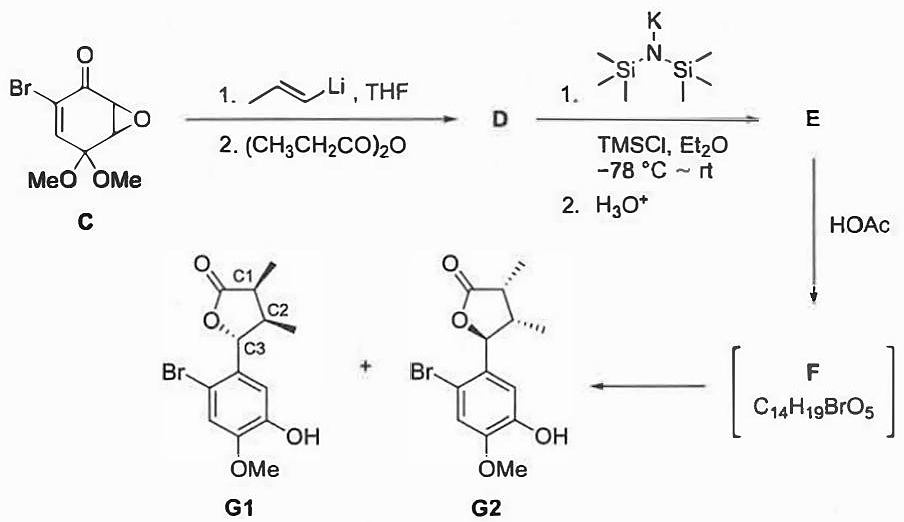 O
Br
O
MeO OMe
C
1. Li, THF
2. (CH₃CH₂CO)₂O
D
K
N
Si Si
1.
TMSCl, Et₂O
−78 °C ~ rt
2. H₃O⁺
E
HOAc
F
C₁₄H₁₉BrO₅
O
C1
C2
O
C3
Br
OH
OMe
G1
+
O
O
Br
OH
OMe
G2